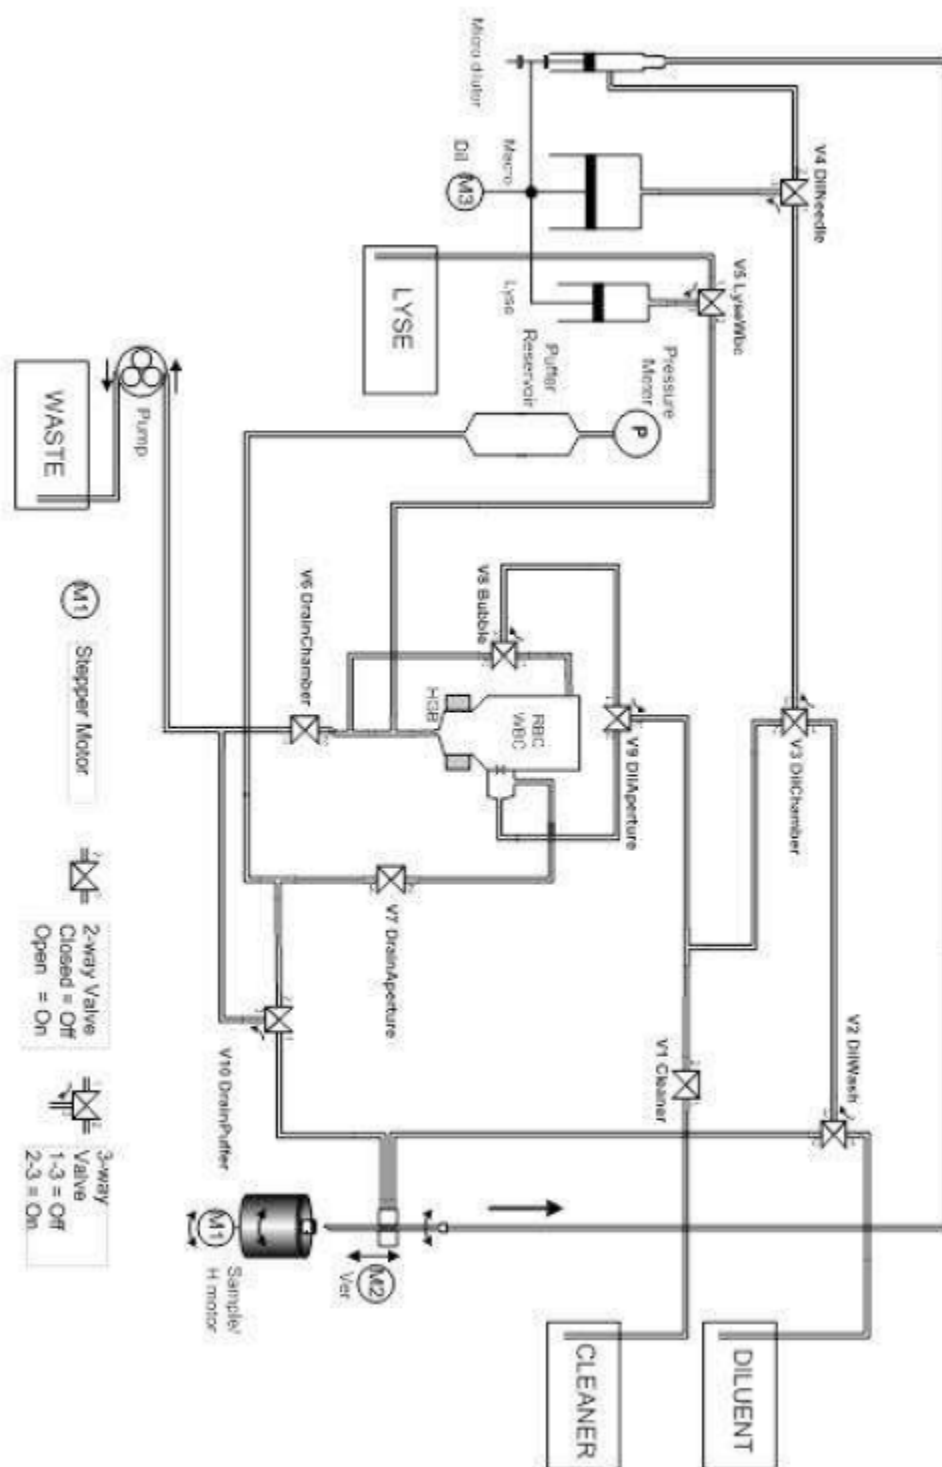 Micro dilutor
Macro
Dil
M3
V4 DilNeedle
LYSE
Lyse
V5 LyseWbc
Puffer
Reservoir
Pressure
Meter
P
WASTE
Pump
V6 DrainChamber
V8 Bubble
HGB
RBC
WBC
V9 DilAperture
V3 DilChamber
M1
Stepper Motor
V7 DrainAperture
2-way Valve
Closed = Off
Open = On
V10 DrainPuffer
V1 Cleaner
V2 DilWash
3-way
Valve
1-3 = Off
2-3 = On
M1
Sample/
H motor
M2
Ver
CLEANER
DILUENT